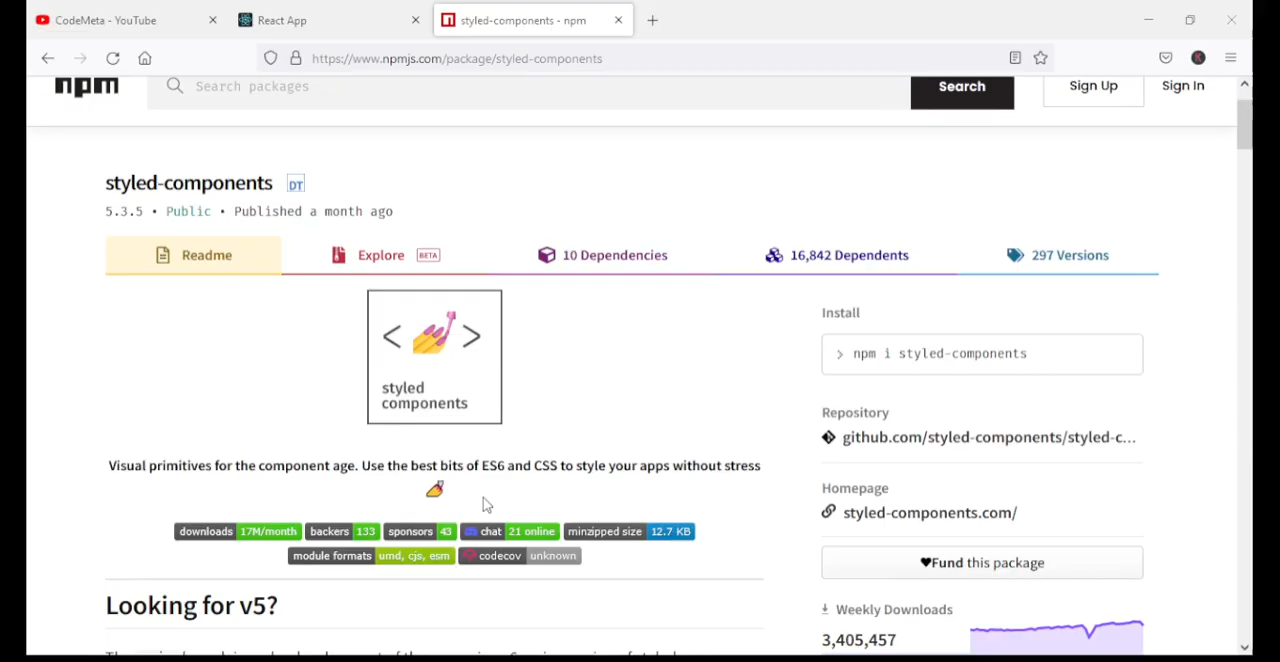 CodeMeta - YouTube
React App
styled-components - npm
https://www.npmjs.com/package/styled-components
npm
Search packages
Search
Sign Up
Sign In
styled-components DT
5.3.5 • Public • Published a month ago
Readme
Explore BETA
10 Dependencies
16,842 Dependents
297 Versions
< >
styled
components
Visual primitives for the component age. Use the best bits of ES6 and CSS to style your apps without stress
downloads 17M/month backers 133 sponsors 43 chat 21 online minzipped size 12.7 KB
module formats umd, cjs, esm codecov unknown
Looking for v5?
Install
> npm i styled-components
Repository
github.com/styled-components/styled-c...
Homepage
styled-components.com/
Fund this package
Weekly Downloads
3,405,457